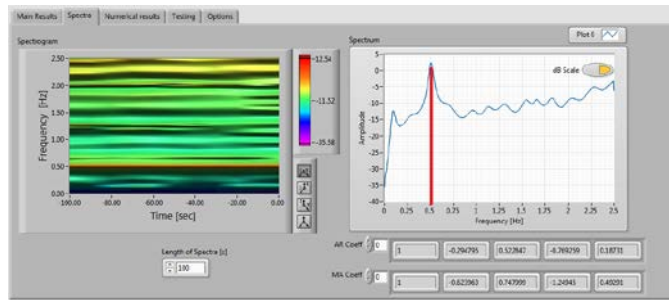 Main Results Spectra Numerical results Testing Options
Spectrogram
Spectrum
Plot 0
dB Scale
Frequency [Hz]
2.50
2.00
1.50
1.00
0.50
0.00
-100.00 -80.00 -60.00 -40.00 -20.00 -0.00
Time [sec]
12.54
-11.52
-35.58
Amplitude
5
0
-5
-10
-15
-20
-25
-30
-35
-40
0 0.25 0.5 0.75 1 1.25 1.5 1.75 2 2.25 2.5
Frequency [Hz]
Length of Spectra [s]
100
AR Coeff 0 1 -0.294795 0.522847 -0.769259 0.18731
MA Coeff 0 1 -0.623963 0.747999 -1.24945 0.49291